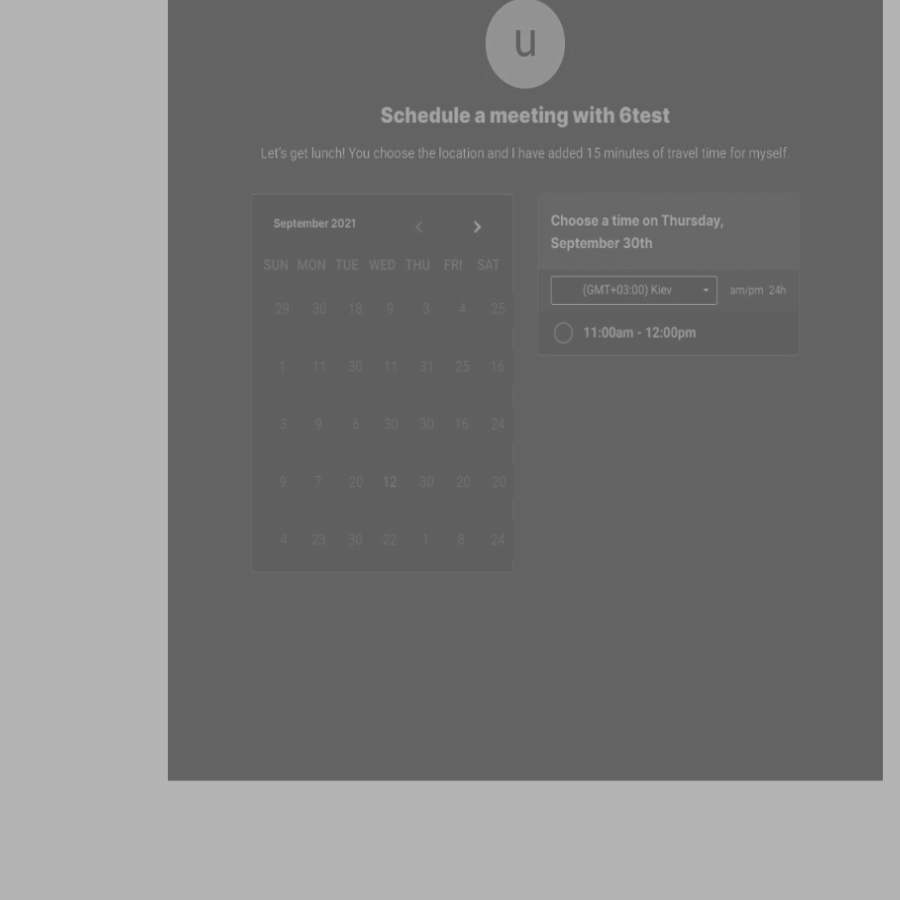 u
Schedule a meeting with 6test
Let's get lunch! You choose the location and I have added 15 minutes of travel time for myself.
September 2021
SUN MON TUE WED THU FRI SAT
29 30 18 9 3 4 25
1 11 30 11 31 25 16
3 9 6 30 30 16 24
9 7 20 12 30 20 20
4 23 30 22 1 8 24
Choose a time on Thursday,
September 30th
(GMT+03:00) Kiev am/pm 24h
11:00am - 12:00pm